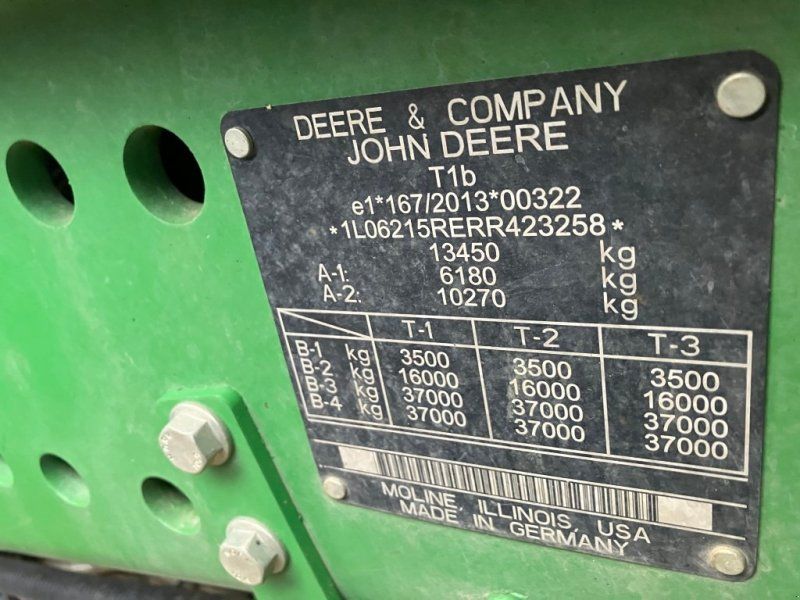 DEERE & COMPANY
JOHN DEERE
T1b
e1*167/2013*00322
*1L06215RERR423258*
13450 kg
A-1: 6180 kg
A-2: 10270 kg
T-1 T-2 T-3
B-1 kg 3500 3500 3500
B-2 kg 16000 16000 16000
B-3 kg 37000 37000 37000
B-4 kg 37000 37000 37000
MOLINE, ILLINOIS, USA
MADE IN GERMANY